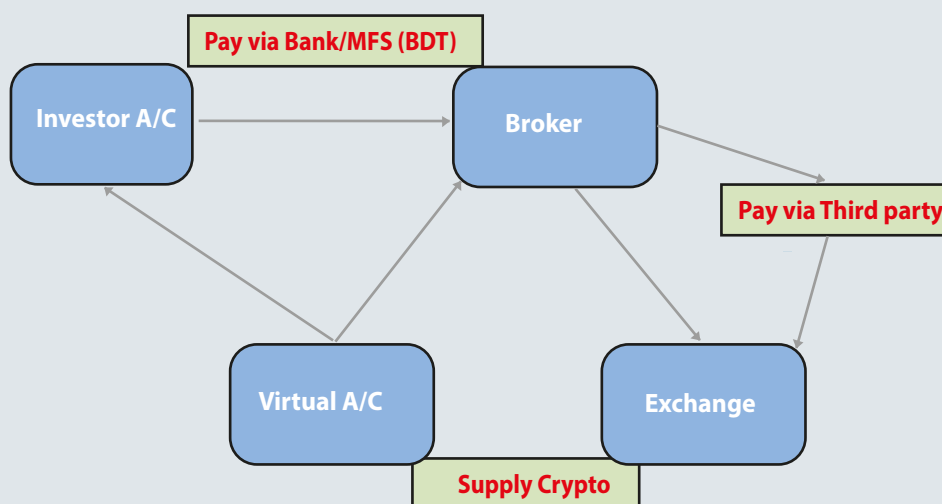 Pay via Bank/MFS (BDT)
Investor A/C
Broker
Pay via Third party
Virtual A/C
Exchange
Supply Crypto